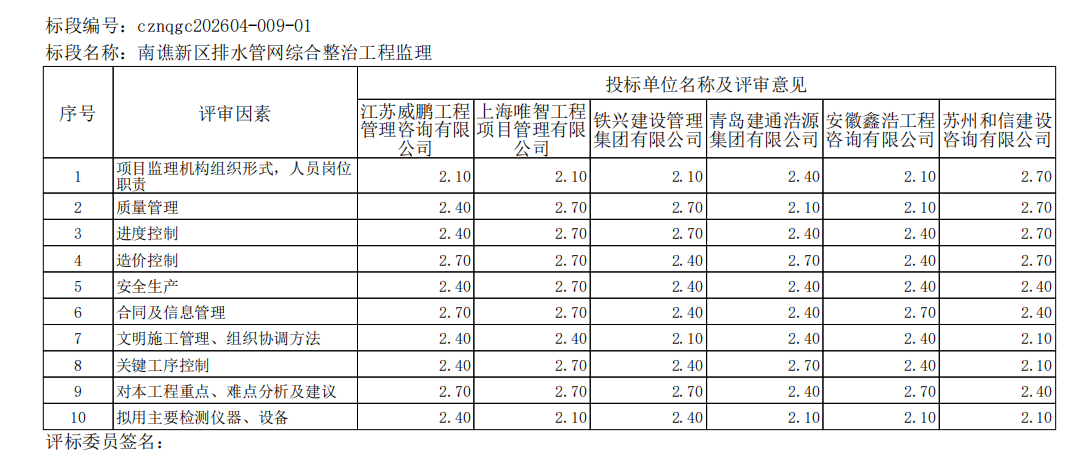 标段编号：cznqgc202604-009-01
标段名称：南谯新区排水管网综合整治工程监理
序号 评审因素 投标单位名称及评审意见
江苏威鹏工程管理咨询有限公司 上海唯智工程项目管理有限公司 铁兴建设管理集团有限公司 青岛建通浩源集团有限公司 安徽鑫浩工程咨询有限公司 苏州和信建设咨询有限公司
1 项目监理机构组织形式，人员岗位职责 2.10 2.10 2.10 2.40 2.10 2.70
2 质量管理 2.40 2.70 2.70 2.10 2.10 2.70
3 进度控制 2.40 2.70 2.70 2.40 2.40 2.70
4 造价控制 2.70 2.70 2.40 2.70 2.40 2.70
5 安全生产 2.40 2.70 2.40 2.40 2.40 2.40
6 合同及信息管理 2.70 2.70 2.40 2.40 2.70 2.40
7 文明施工管理、组织协调方法 2.40 2.40 2.10 2.40 2.40 2.10
8 关键工序控制 2.40 2.70 2.40 2.70 2.40 2.10
9 对本工程重点、难点分析及建议 2.70 2.70 2.70 2.40 2.70 2.40
10 拟用主要检测仪器、设备 2.40 2.10 2.40 2.10 2.10 2.10
评标委员签名：